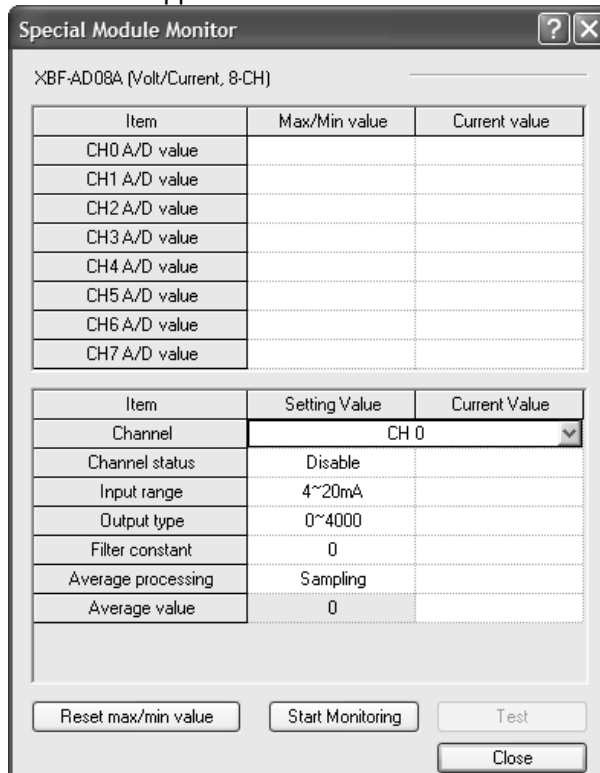 Special Module Monitor
XBF-AD08A (Volt/Current, 8-CH)
Item Max/Min value Current value
CH0 A/D value
CH1 A/D value
CH2 A/D value
CH3 A/D value
CH4 A/D value
CH5 A/D value
CH6 A/D value
CH7 A/D value
Item Setting Value Current Value
Channel CH 0
Channel status Disable
Input range 4~20mA
Output type 0~4000
Filter constant 0
Average processing Sampling
Average value 0
Reset max/min value Start Monitoring Test
Close